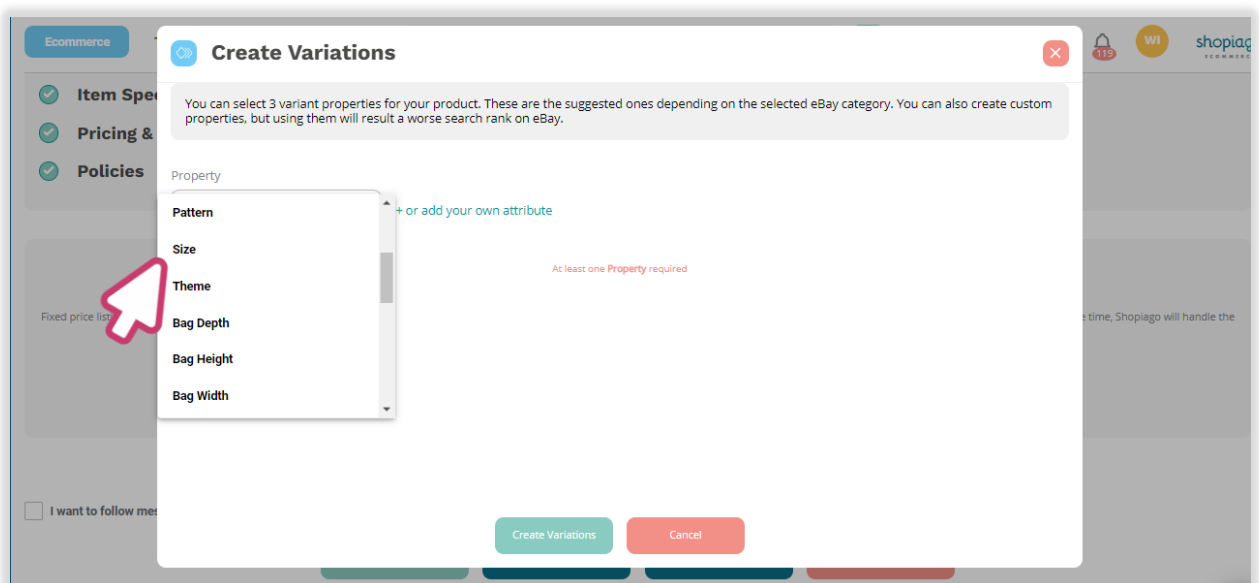 Ecommerce
Create Variations
119
WI
shopiag
ECOMMERC
Item Spe
You can select 3 variant properties for your product. These are the suggested ones depending on the selected eBay category. You can also create custom
properties, but using them will result a worse search rank on eBay.
Pricing &
Policies
Property
Pattern
+ or add your own attribute
Size
At least one Property required
Theme
Fixed price list
e time, Shopiago will handle the
Bag Depth
Bag Height
Bag Width
I want to follow mes
Create Variations
Cancel